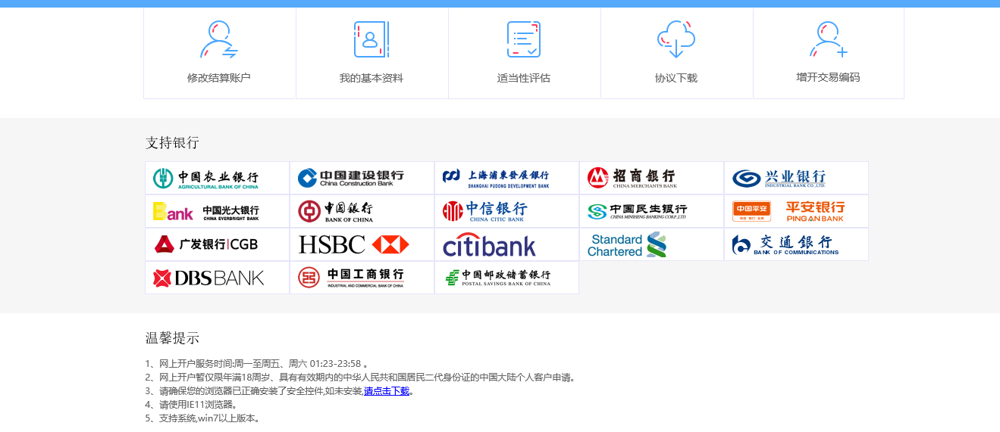 修改结算账户 我的基本资料 适当性评估 协议下载 增开交易编码
支持银行
中国农业银行
AGRICULTURAL BANK OF CHINA
中国建设银行
China Construction Bank
上海浦東發展銀行
SHANGHAI PUDONG DEVELOPMENT BANK
招商銀行
CHINA MERCHANTS BANK
兴业银行
INDUSTRIAL BANK CO.,LTD.
Bank
中国光大银行
CHINA EVERBRIGHT BANK
中国銀行
BANK OF CHINA
中信银行
CHINA CITIC BANK
中国民生银行
CHINA MINSHENG BANKING CORP.,LTD.
中国平安
保险·银行·投资
平安银行
PING AN BANK
广发银行|CGB
HSBC
citibank
Standard
Chartered
交通銀行
BANK OF COMMUNICATIONS
DBS BANK
中国工商银行
INDUSTRIAL AND COMMERCIAL BANK OF CHINA
中国邮政储蓄银行
POSTAL SAVINGS BANK OF CHINA
温馨提示
1、网上开户服务时间:周一至周五、周六 01:23-23:58 。
2、网上开户暂仅限年满18周岁、具有有效期内的中华人民共和国居民二代身份证的中国大陆个人客户申请。
3、请确保您的浏览器已正确安装了安全控件,如未安装,请点击下载。
4、请使用IE11浏览器。
5、支持系统,win7以上版本。